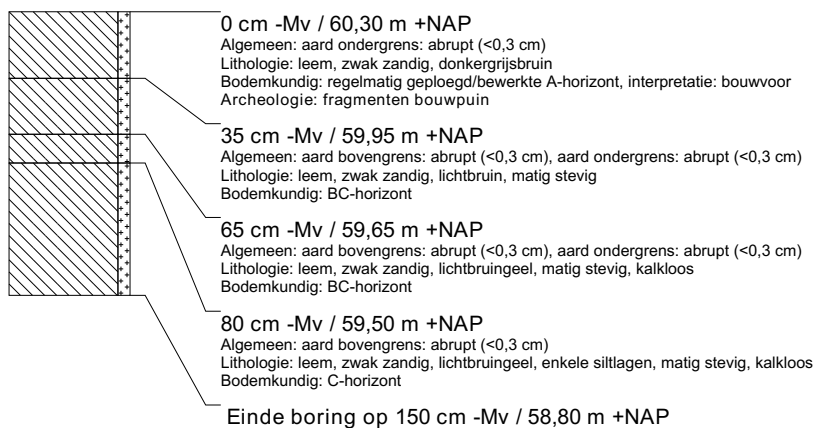 0 cm -Mv / 60,30 m +NAP
Algemeen: aard ondergrens: abrupt (<0,3 cm)
Lithologie: leem, zwak zandig, donkergrijsbruin
Bodemkundig: regelmatig geploegd/bewerkte A-horizont, interpretatie: bouwvoor
Archeologie: fragmenten bouwpuin
35 cm -Mv / 59,95 m +NAP
Algemeen: aard bovengrens: abrupt (<0,3 cm), aard ondergrens: abrupt (<0,3 cm)
Lithologie: leem, zwak zandig, lichtbruin, matig stevig
Bodemkundig: BC-horizont
65 cm -Mv / 59,65 m +NAP
Algemeen: aard bovengrens: abrupt (<0,3 cm), aard ondergrens: abrupt (<0,3 cm)
Lithologie: leem, zwak zandig, lichtbruingeel, matig stevig, kalkloos
Bodemkundig: BC-horizont
80 cm -Mv / 59,50 m +NAP
Algemeen: aard bovengrens: abrupt (<0,3 cm)
Lithologie: leem, zwak zandig, lichtbruingeel, enkele siltlagen, matig stevig, kalkloos
Bodemkundig: C-horizont
Einde boring op 150 cm -Mv / 58,80 m +NAP